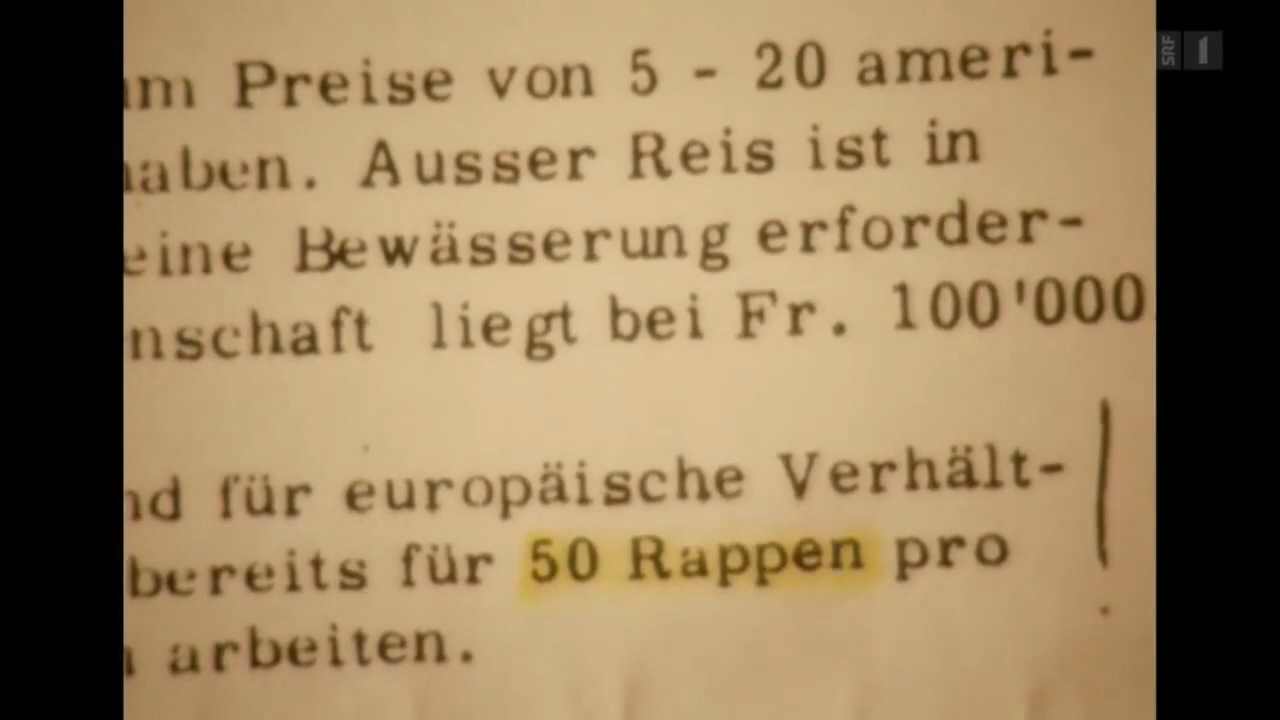 um Preise von 5 - 20 ameri-
haben. Ausser Reis ist in
eine Bewässerung erforder-
nschaft liegt bei Fr. 100'000
nd für europäische Verhält-
bereits für 50 Rappen pro
arbeiten.
SRF 1